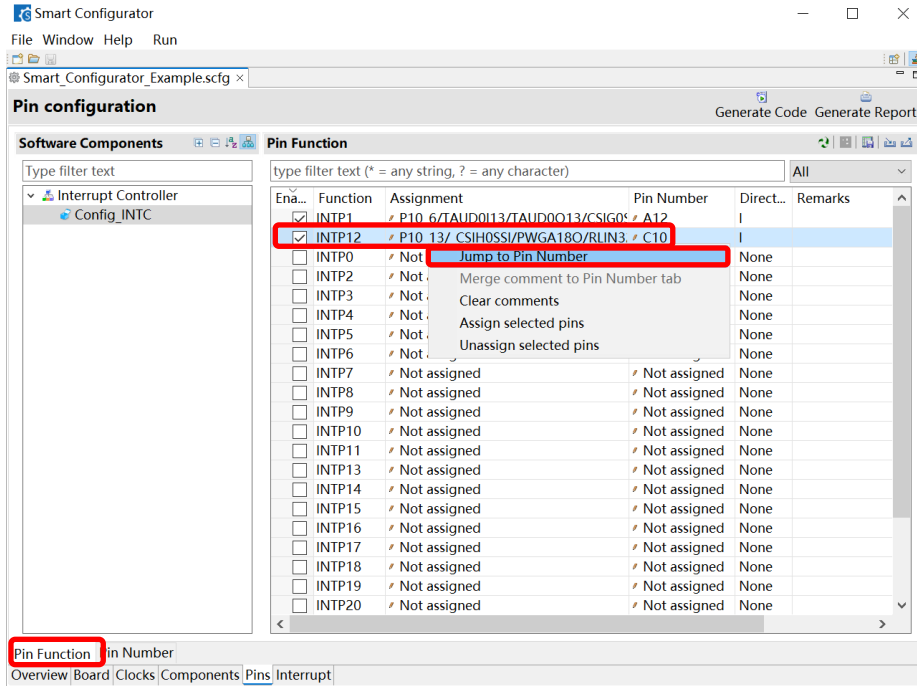 Smart Configurator
File Window Help Run
Smart_Configurator_Example.scfg
Pin configuration
Generate Code Generate Report
Software Components
Pin Function
Type filter text
type filter text (* = any string, ? = any character)
All
Interrupt Controller
Config_INTC
Ena... Function Assignment Pin Number Direct... Remarks
INTP1 P10_6/TAUD0I13/TAUD0O13/CSIG0S A12 I
INTP12 P10_13/ CSIH0SSI/PWGA18O/RLIN3 C10 I
INTP0 Not None
INTP2 Not None
INTP3 Not None
INTP4 Not None
INTP5 Not None
INTP6 Not None
Jump to Pin Number
Merge comment to Pin Number tab
Clear comments
Assign selected pins
Unassign selected pins
INTP7 Not assigned Not assigned None
INTP8 Not assigned Not assigned None
INTP9 Not assigned Not assigned None
INTP10 Not assigned Not assigned None
INTP11 Not assigned Not assigned None
INTP13 Not assigned Not assigned None
INTP14 Not assigned Not assigned None
INTP15 Not assigned Not assigned None
INTP16 Not assigned Not assigned None
INTP17 Not assigned Not assigned None
INTP18 Not assigned Not assigned None
INTP19 Not assigned Not assigned None
INTP20 Not assigned Not assigned None
Pin Function Pin Number
Overview Board Clocks Components Pins Interrupt